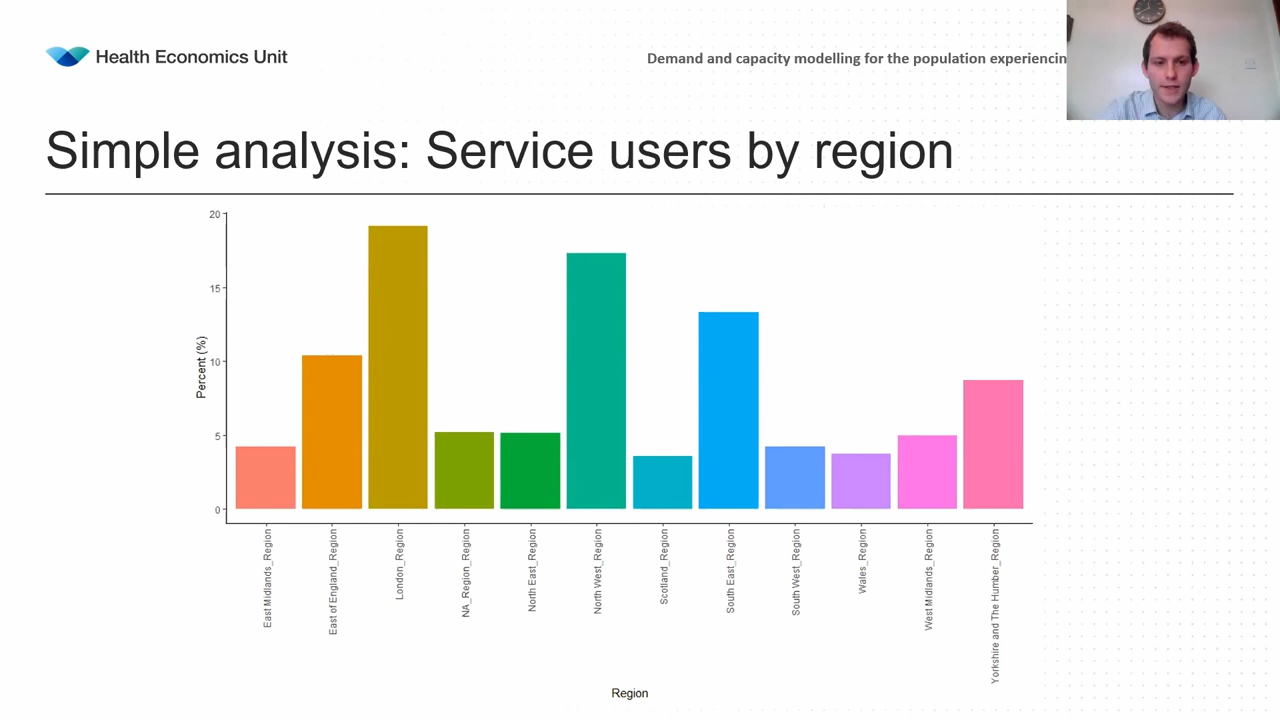 Health Economics Unit
Demand and capacity modelling for the population experiencin
Simple analysis: Service users by region
20
15
10
5
0
Percent (%)
East Midlands_Region
East of England_Region
London_Region
NA_Region_Region
North East_Region
North West_Region
Scotland_Region
South East_Region
South West_Region
Wales_Region
West Midlands_Region
Yorkshire and The Humber_Region
Region